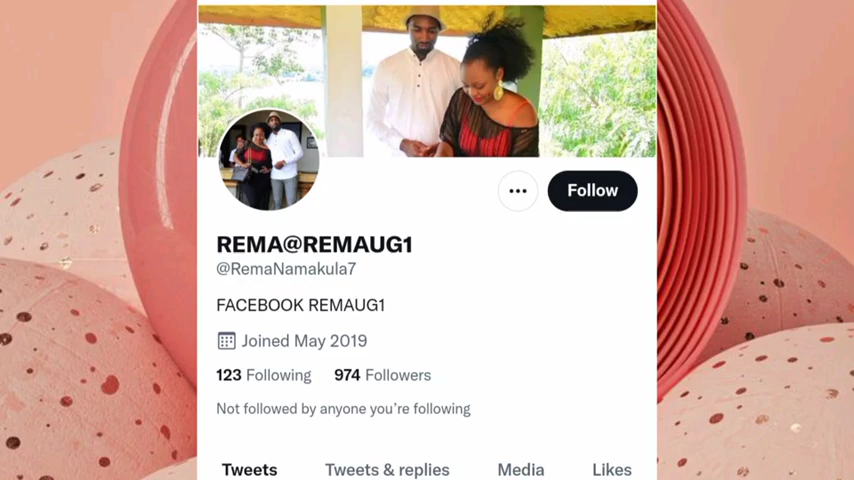 Follow
REMA@REMAUG1
@RemaNamakula7
FACEBOOK REMAUG1
Joined May 2019
123 Following 974 Followers
Not followed by anyone you’re following
Tweets Tweets & replies Media Likes